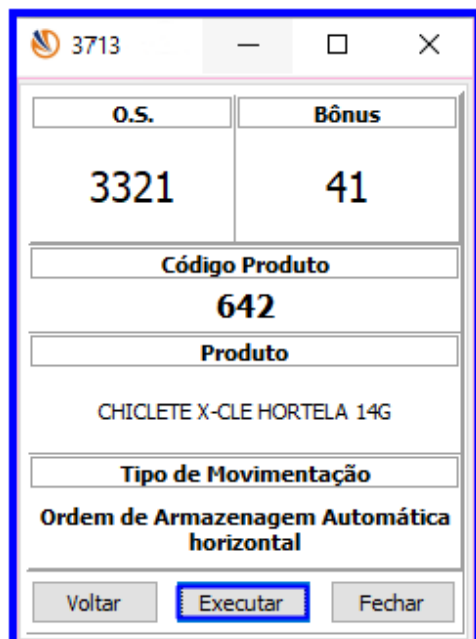 3713
O.S. Bônus
3321 41
Código Produto
642
Produto
CHICLETE X-CLE HORTELA 14G
Tipo de Movimentação
Ordem de Armazenagem Automática
horizontal
Voltar Executar Fechar